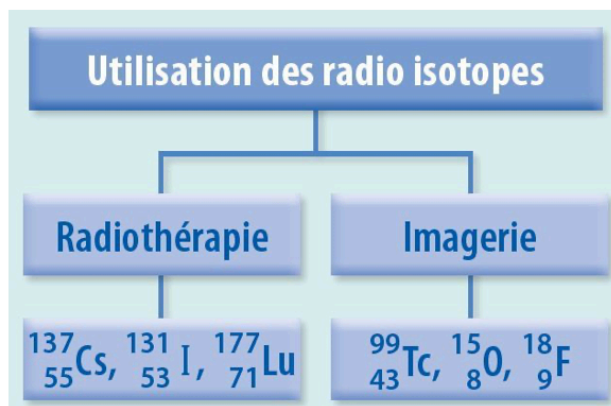 Utilisation des radio isotopes
Radiothérapie
Imagerie
¹³⁷₅₅Cs, ¹³¹₅₃I, ¹⁷⁷₇₁Lu
⁹⁹₄₃Tc, ¹⁵₈O, ¹⁸₉F